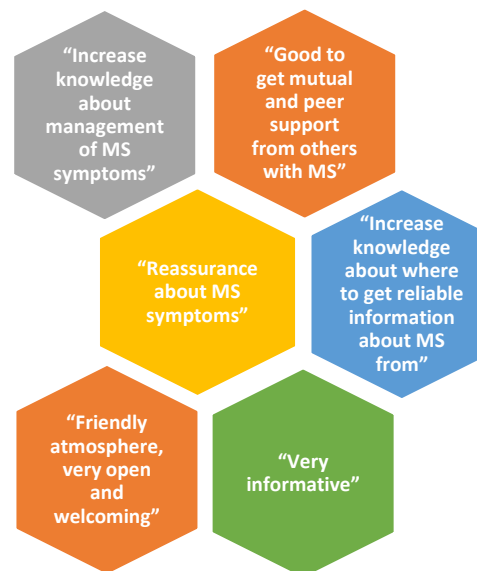 “Increase
knowledge
about
management
of MS
symptoms”
“Good to
get mutual
and peer
support
from others
with MS”
“Reassurance
about MS
symptoms”
“Increase
knowledge
about where
to get reliable
information
about MS
from”
“Friendly
atmosphere,
very open
and
welcoming”
“Very
informative”